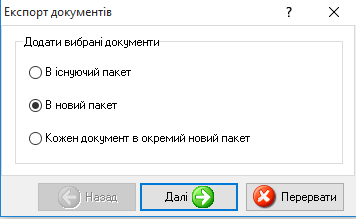 Експорт документів ?
Додати вибрані документи
В існуючий пакет
В новий пакет
Кожен документ в окремий новий пакет
Назад Далі Перервати